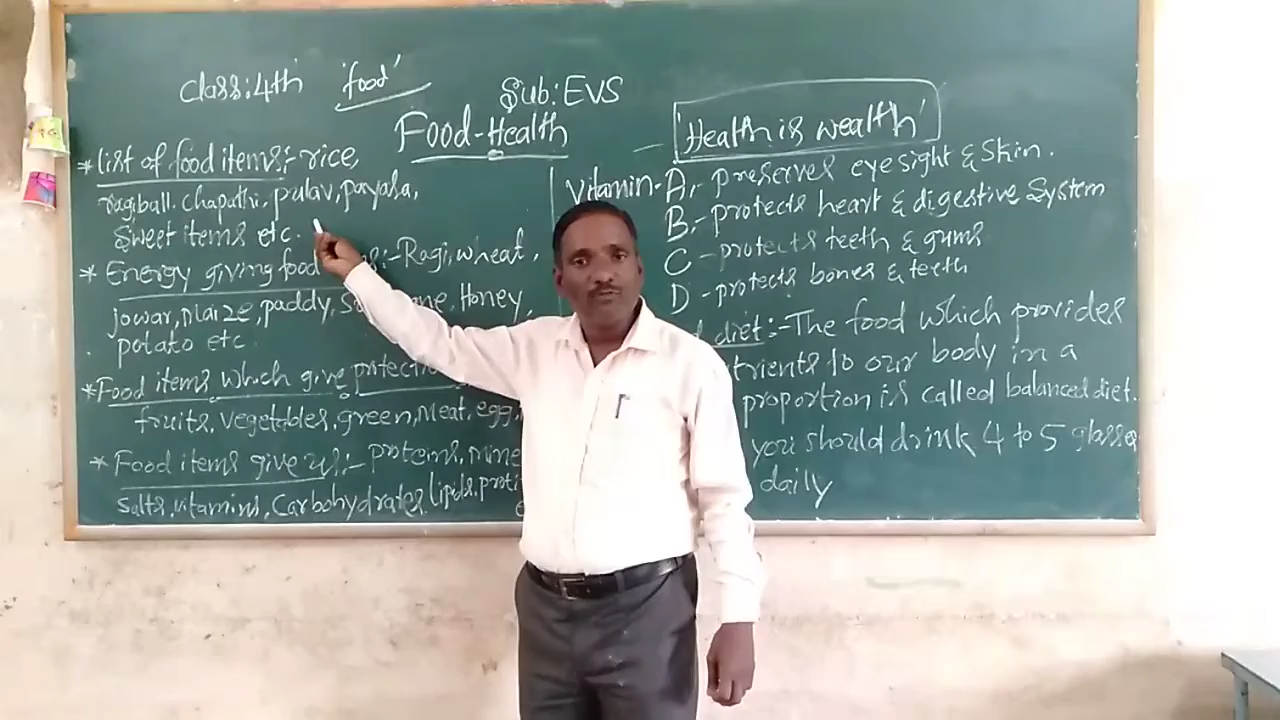 Class:4th 'food' Sub:EVS
Food-Health
'Health is wealth'
* list of food items:- rice,
ragiball. chapathi, pulav, payasa,
Sweet items etc.
* Energy giving food :- Ragi, wheat,
jowar, maize, paddy, Honey,
potato etc.
* Food items which give protection
fruits, vegetables, green, Meat, egg,
* Food items give us:- proteins,
salts, vitamins, Carbohydrates, lipids,
Vitamin- A:- preserves eye sight & Skin.
B:- protects heart & digestive System
C - protects teeth & gums
D - protects bones & teeth
diet:- The food which provides
to our body in a
proportion is called balanced diet.
you should drink 4 to 5 glasses
daily